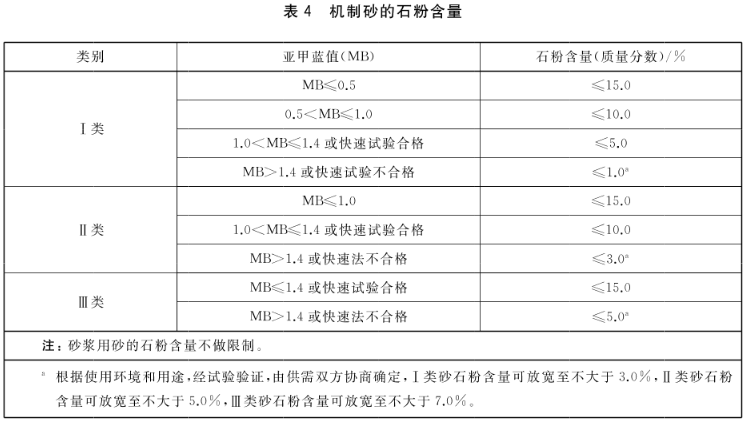 表 4 机制砂的石粉含量
类别 亚甲蓝值(MB) 石粉含量(质量分数)/%
Ⅰ类
MB≤0.5 ≤15.0
0.5<MB≤1.0 ≤10.0
1.0<MB≤1.4 或快速试验合格 ≤5.0
MB>1.4 或快速试验不合格 ≤1.0ᵃ
Ⅱ类
MB≤1.0 ≤15.0
1.0<MB≤1.4 或快速试验合格 ≤10.0
MB>1.4 或快速法不合格 ≤3.0ᵃ
Ⅲ类
MB≤1.4 或快速试验合格 ≤15.0
MB>1.4 或快速法不合格 ≤5.0ᵃ
注：砂浆用砂的石粉含量不做限制。
ᵃ 根据使用环境和用途,经试验验证,由供需双方协商确定,Ⅰ类砂石粉含量可放宽至不大于 3.0%,Ⅱ类砂石粉
含量可放宽至不大于 5.0%,Ⅲ类砂石粉含量可放宽至不大于 7.0%。